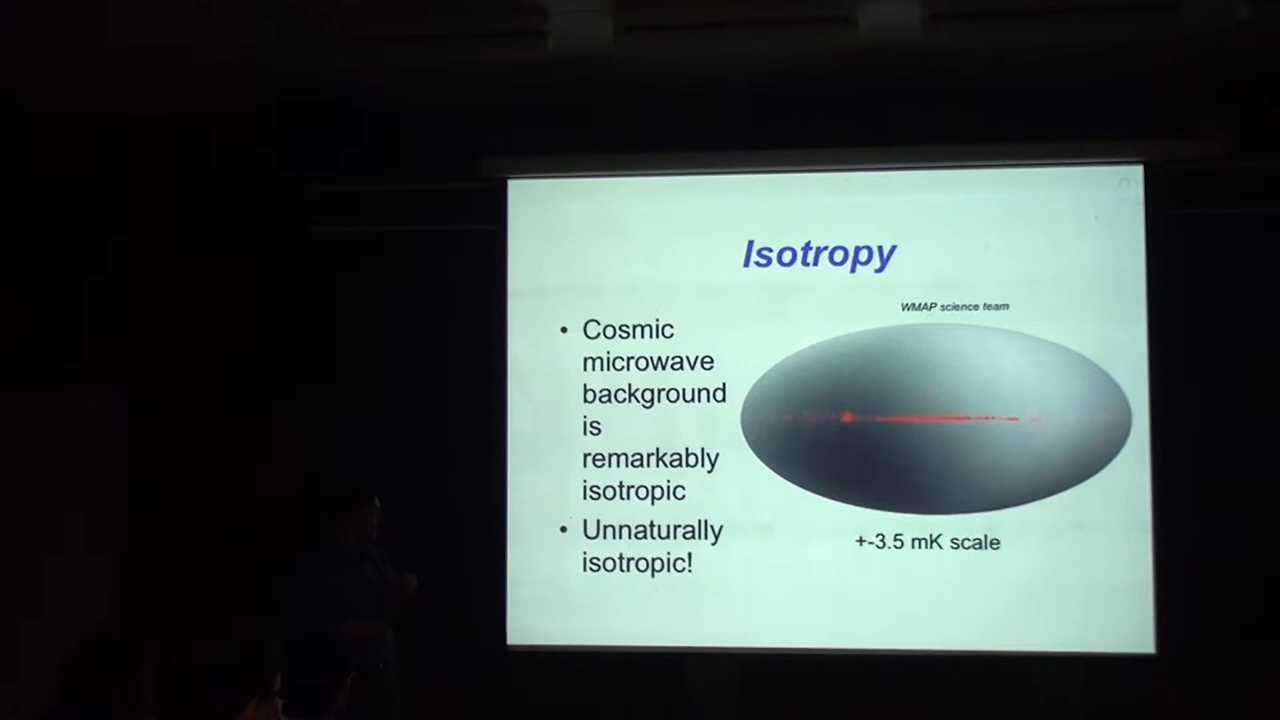 Isotropy
• Cosmic
microwave
background
is
remarkably
isotropic
• Unnaturally
isotropic!
WMAP science team
+-3.5 mK scale